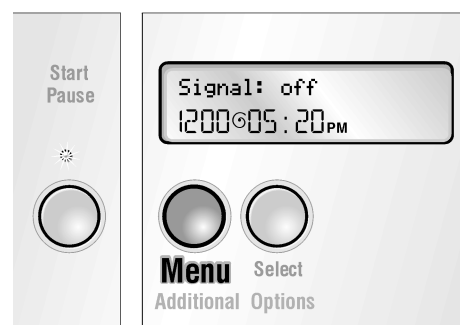 Start
Pause
Signal: off
1200 05:20PM
Menu
Select
Additional Options